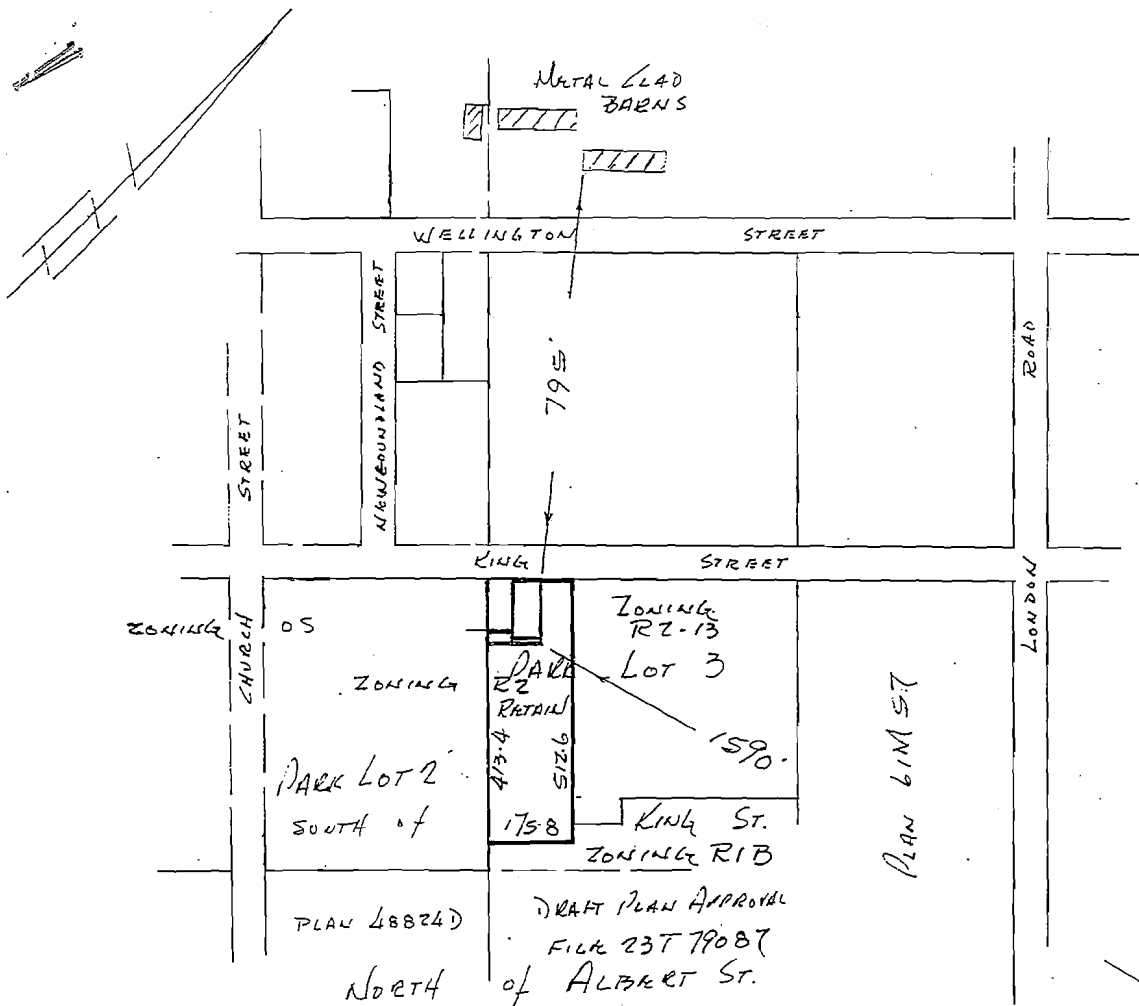 METAL CLAD
BARNS
WELLINGTON STREET
NEWFOUNDLAND STREET
ROAD
795'
CHURCH STREET
KING STREET
LONDON
ZONING OS
ZONING
R2-13
PARK LOT 3
ZONING R2
RETAIN
413.4
512.6
1590.
PARK LOT 2
SOUTH of KING ST.
175.8
ZONING R1B
PLAN 61M57
PLAN 48824D
DRAFT PLAN APPROVAL
FILE 23T 79087
NORTH of ALBERT ST.